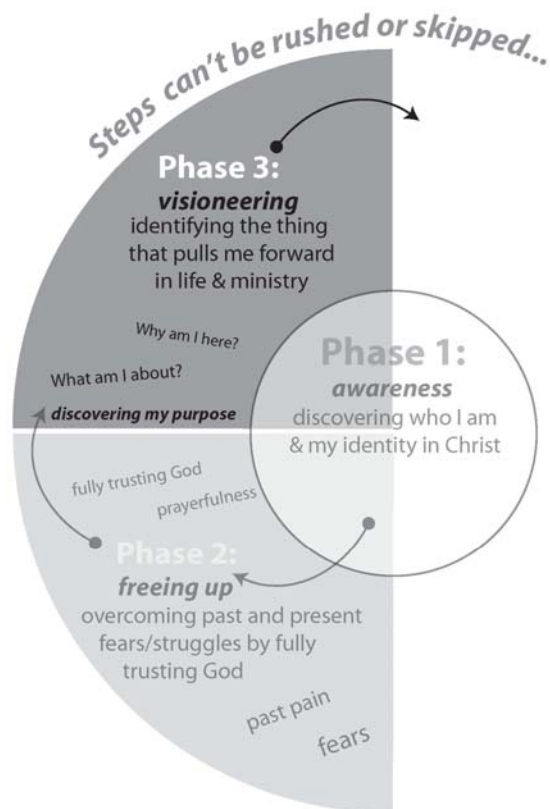 Steps can't be rushed or skipped...
Phase 3:
visioneering
identifying the thing
that pulls me forward
in life & ministry
Why am I here?
What am I about?
discovering my purpose
Phase 1:
awareness
discovering who I am
& my identity in Christ
fully trusting God
prayerfulness
Phase 2:
freeing up
overcoming past and present
fears/struggles by fully
trusting God
past pain
fears